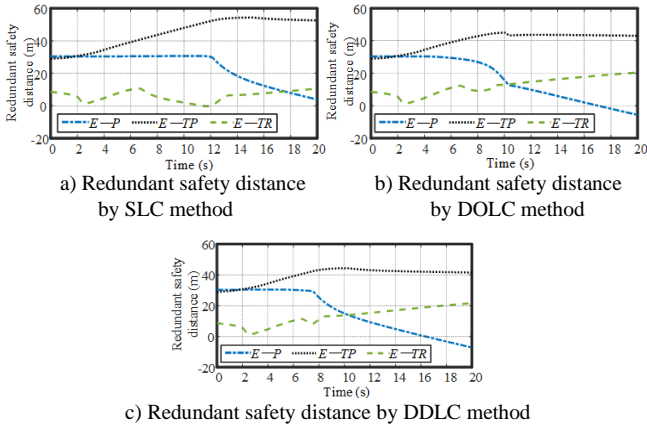 60
40
20
0
-20
Redundant safety
distance (m)
E—P E—TP E—TR
0 2 4 6 8 10 12 14 16 18 20
Time (s)
a) Redundant safety distance
by SLC method
60
40
20
0
-20
Redundant safety
distance (m)
E—P E—TP E—TR
0 2 4 6 8 10 12 14 16 18 20
Time (s)
b) Redundant safety distance
by DOLC method
60
40
20
0
-20
Redundant safety
distance (m)
E—P E—TP E—TR
0 2 4 6 8 10 12 14 16 18 20
Time (s)
c) Redundant safety distance by DDLC method